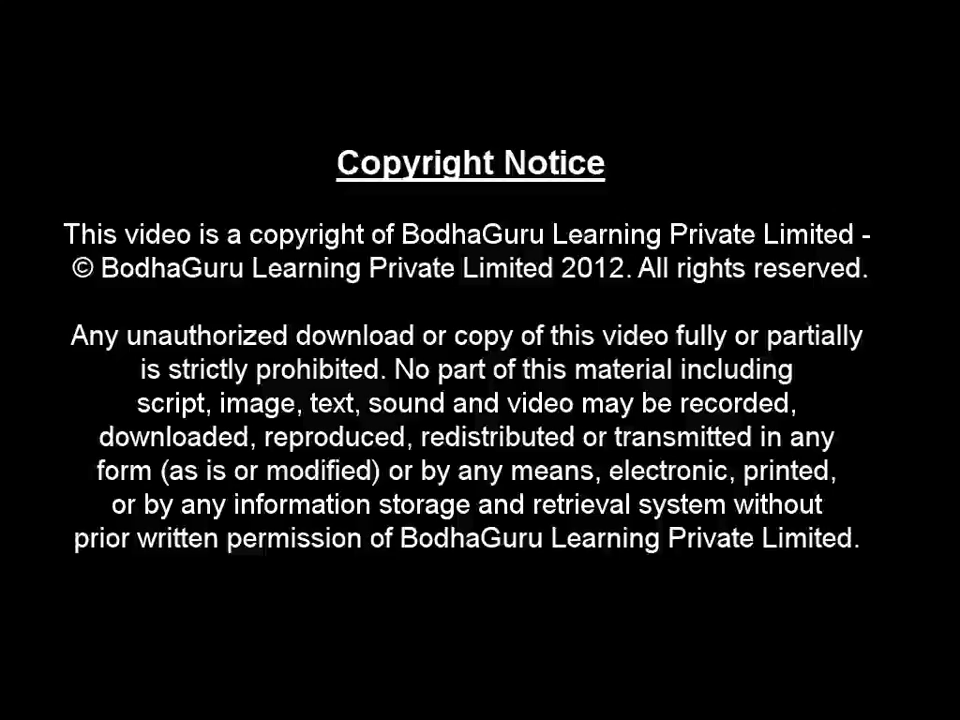 Copyright Notice
This video is a copyright of BodhaGuru Learning Private Limited -
© BodhaGuru Learning Private Limited 2012. All rights reserved.
Any unauthorized download or copy of this video fully or partially
is strictly prohibited. No part of this material including
script, image, text, sound and video may be recorded,
downloaded, reproduced, redistributed or transmitted in any
form (as is or modified) or by any means, electronic, printed,
or by any information storage and retrieval system without
prior written permission of BodhaGuru Learning Private Limited.